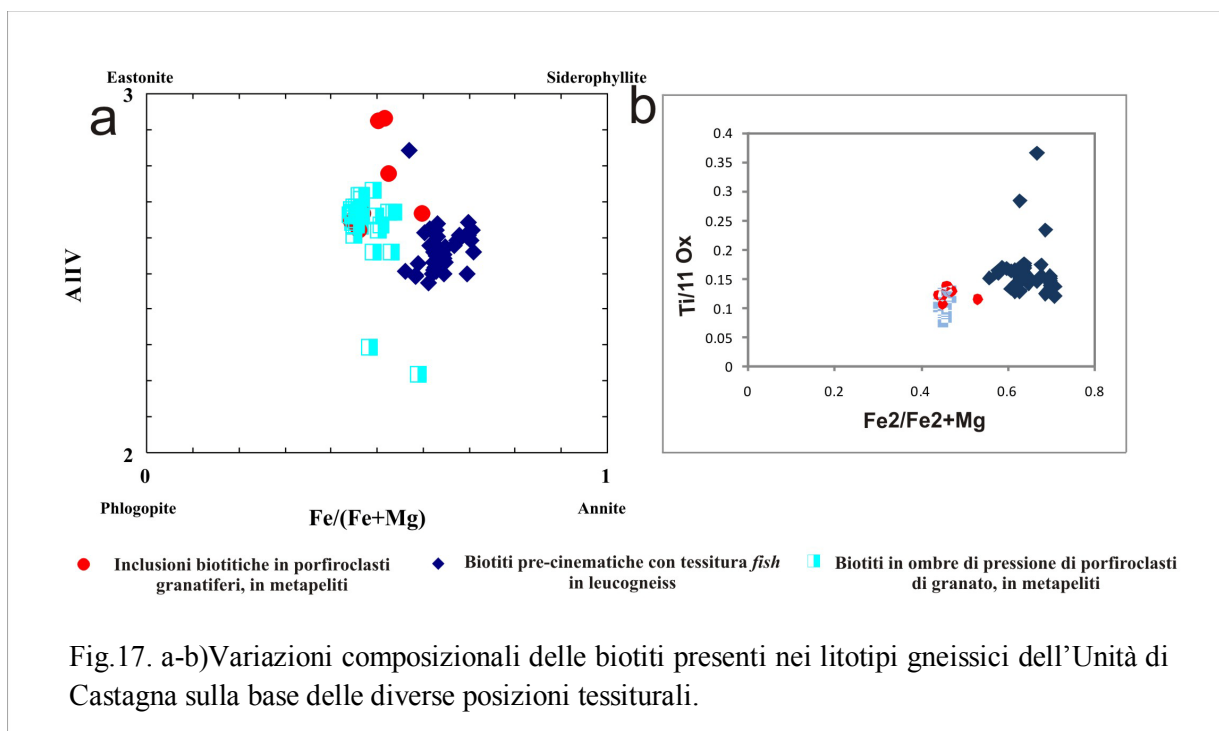 Eastonite
Siderophyllite
a
3
AlIV
2
0
1
Phlogopite
Fe/(Fe+Mg)
Annite
b
0.4
0.35
0.3
0.25
0.2
0.15
0.1
0.05
0
Ti/11 Ox
0
0.2
0.4
0.6
0.8
Fe2/Fe2+Mg
Inclusioni biotitiche in porfiroclasti
granatiferi, in metapeliti
Biotiti pre-cinematiche con tessitura fish
in leucogneiss
Biotiti in ombre di pressione di porfiroclasti
di granato, in metapeliti
Fig.17. a-b)Variazioni composizionali delle biotiti presenti nei litotipi gneissici dell’Unità di
Castagna sulla base delle diverse posizioni tessiturali.